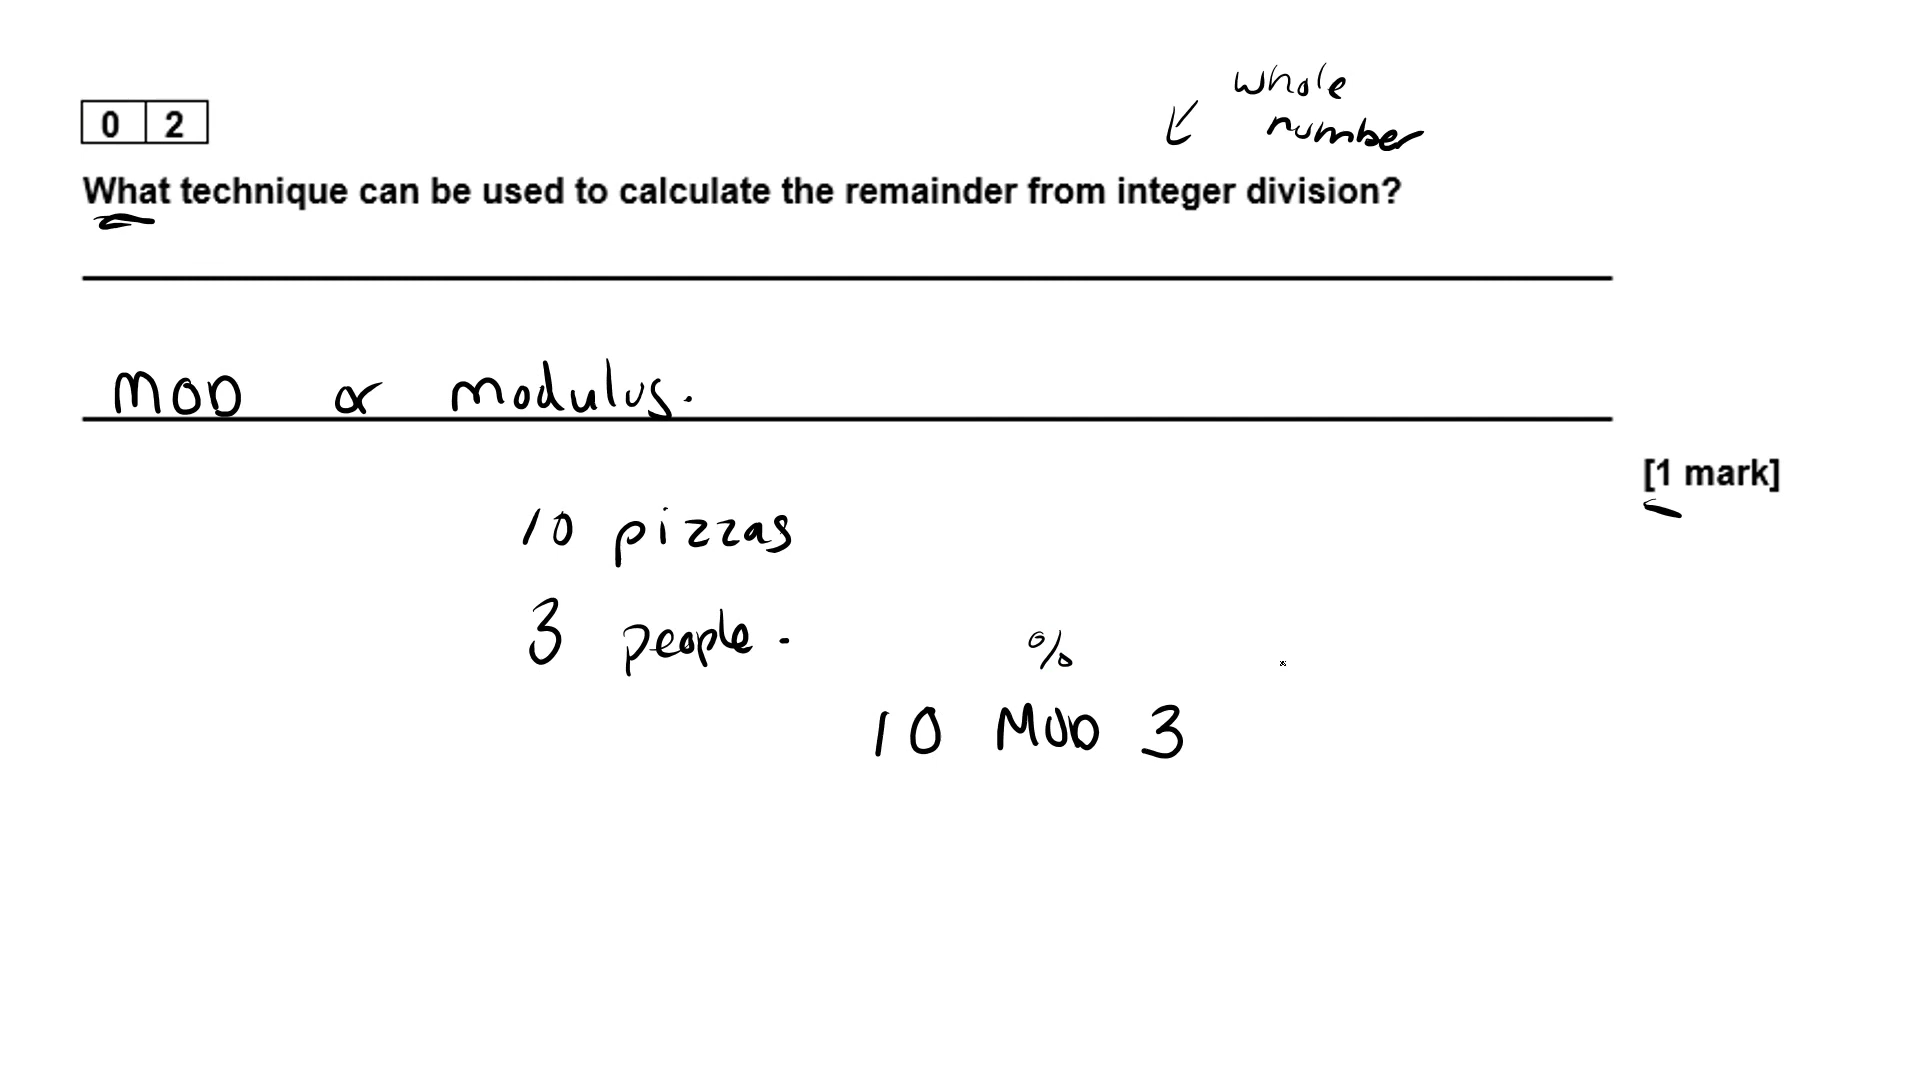 whole
number
0 2
What technique can be used to calculate the remainder from integer division?
MOD or modulus.
[1 mark]
10 pizzas
3 people.
%
10 MOD 3